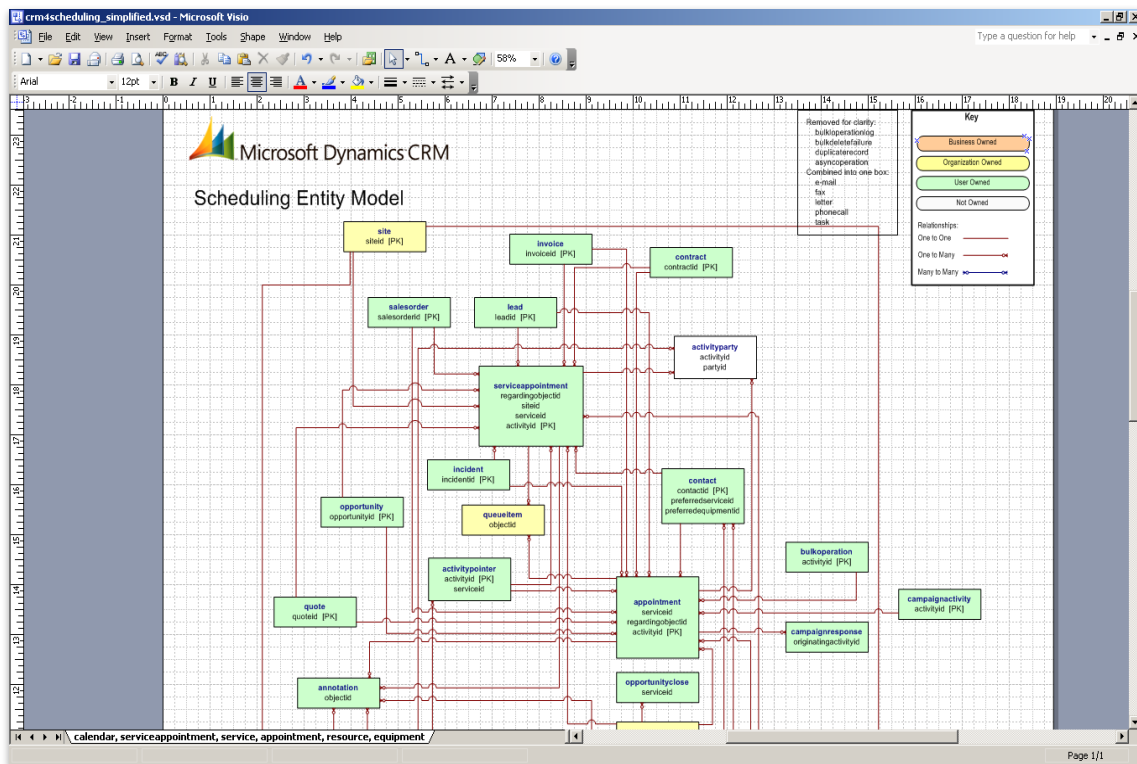 crm4scheduling_simplified.vsd - Microsoft Visio
File Edit View Insert Format Tools Shape Window Help
Type a question for help
58%
Arial 12pt B I U
Microsoft Dynamics CRM
Scheduling Entity Model
Removed for clarity:
bulkoperationlog
bulkdeletefailure
duplicaterecord
asyncoperation
Combined into one box:
e-mail
fax
letter
phonecall
task
Key
Business Owned
Organization Owned
User Owned
Not Owned
Relationships:
One to One
One to Many
Many to Many
site
siteid [PK]
invoice
invoiceid [PK]
contract
contractid [PK]
salesorder
salesorderid [PK]
lead
leadid [PK]
activityparty
activityid
partyid
serviceappointment
regardingobjectid
siteid
serviceid
activityid [PK]
incident
incidentid [PK]
contact
contactid [PK]
preferredserviceid
preferredequipmentid
opportunity
opportunityid [PK]
queueitem
objectid
bulkoperation
activityid [PK]
activitypointer
activityid [PK]
serviceid
appointment
serviceid
regardingobjectid
activityid [PK]
campaignactivity
activityid [PK]
quote
quoteid [PK]
campaignresponse
originatingactivityid
annotation
objectid
opportunityclose
serviceid
calendar, serviceappointment, service, appointment, resource, equipment
Page 1/1